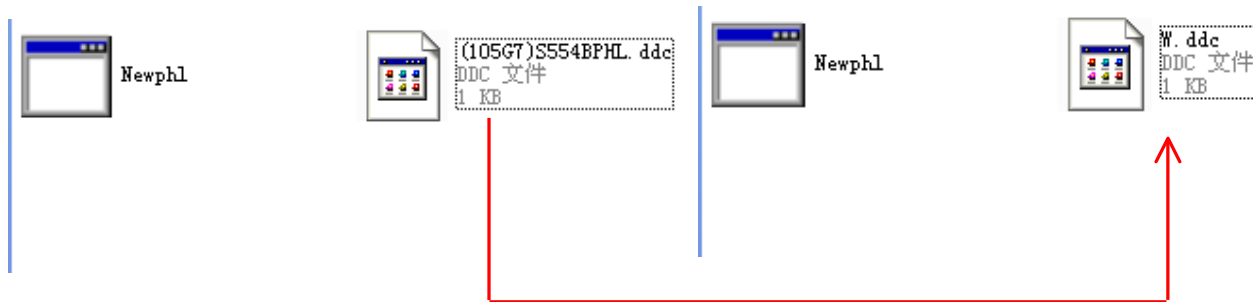 Newphl
(105G7)S554BPHL. ddc
DDC 文件
1 KB
Newphl
W. ddc
DDC 文件
1 KB